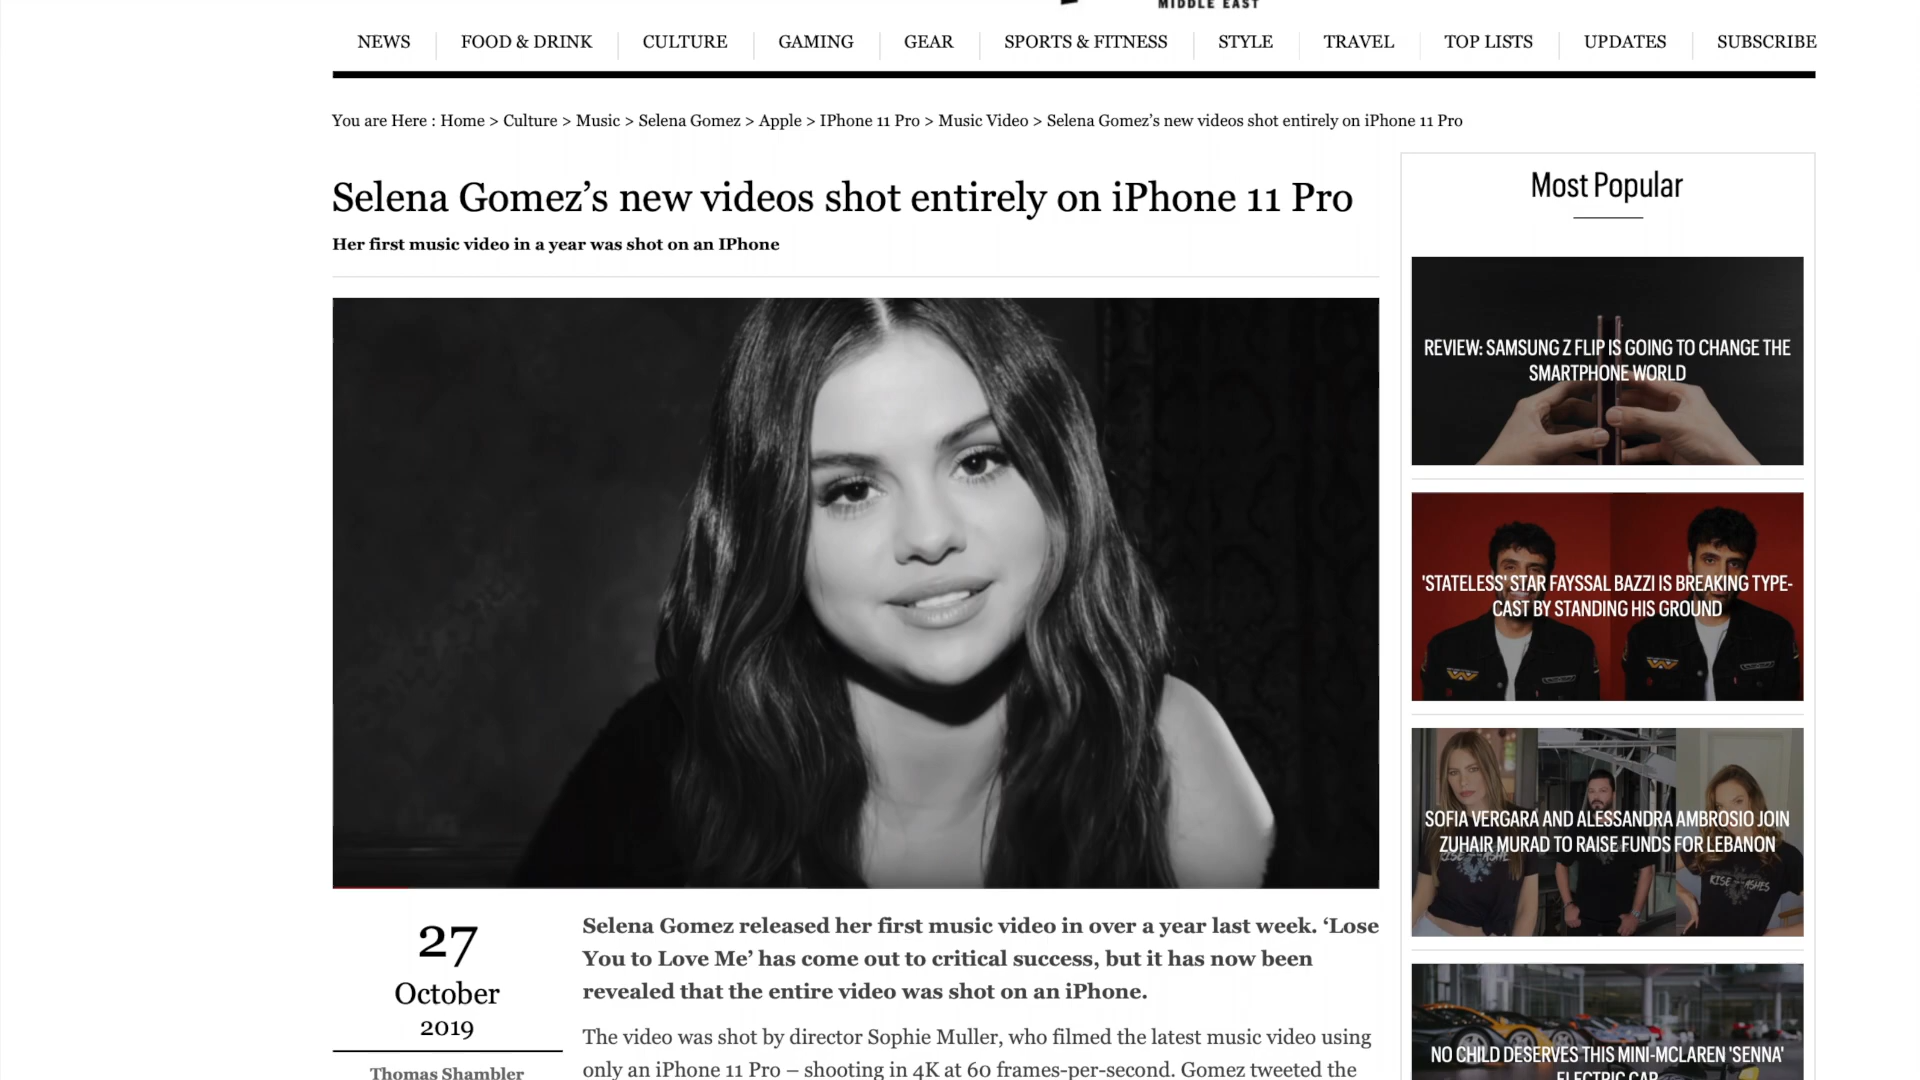 MIDDLE EAST
NEWS
FOOD & DRINK
CULTURE
GAMING
GEAR
SPORTS & FITNESS
STYLE
TRAVEL
TOP LISTS
UPDATES
SUBSCRIBE
You are Here : Home > Culture > Music > Selena Gomez > Apple > IPhone 11 Pro > Music Video > Selena Gomez’s new videos shot entirely on iPhone 11 Pro
Selena Gomez’s new videos shot entirely on iPhone 11 Pro
Her first music video in a year was shot on an IPhone
27
October
2019
Thomas Shambler
Selena Gomez released her first music video in over a year last week. ‘Lose
You to Love Me’ has come out to critical success, but it has now been
revealed that the entire video was shot on an iPhone.
The video was shot by director Sophie Muller, who filmed the latest music video using
only an iPhone 11 Pro – shooting in 4K at 60 frames-per-second. Gomez tweeted the
Most Popular
REVIEW: SAMSUNG Z FLIP IS GOING TO CHANGE THE
SMARTPHONE WORLD
'STATELESS' STAR FAYSSAL BAZZI IS BREAKING TYPE-
CAST BY STANDING HIS GROUND
SOFIA VERGARA AND ALESSANDRA AMBROSIO JOIN
ZUHAIR MURAD TO RAISE FUNDS FOR LEBANON
RISE ASHES
NO CHILD DESERVES THIS MINI-MCLAREN 'SENNA'
ELECTRIC CAR